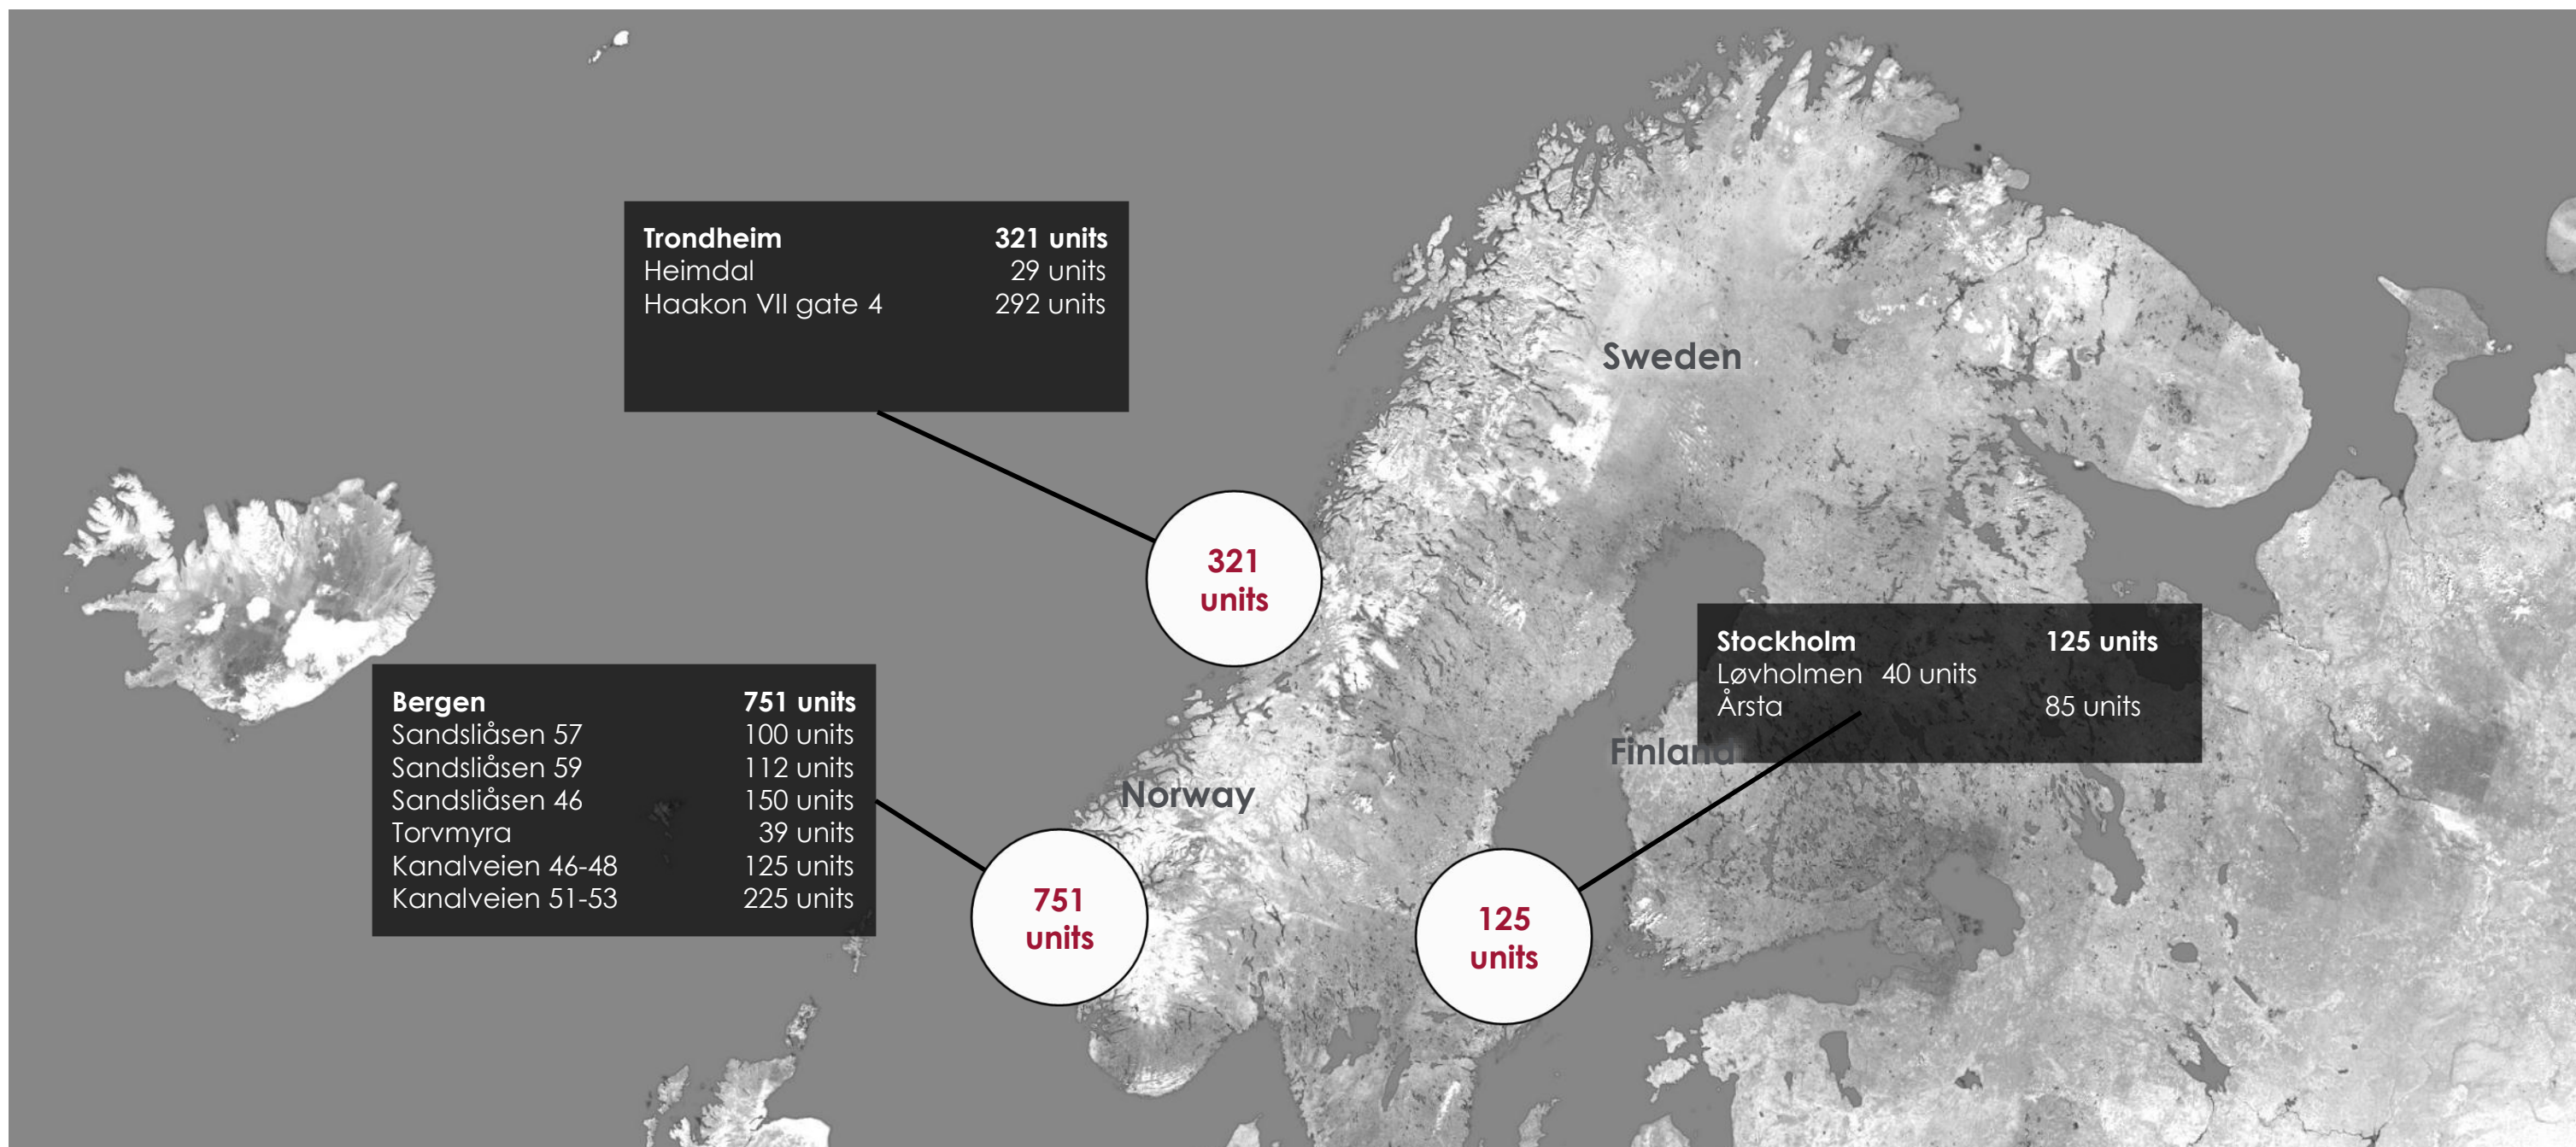 Trondheim 321 units
Heimdal 29 units
Haakon VII gate 4 292 units
Sweden
321
units
Stockholm 125 units
Løvholmen 40 units
Årsta 85 units
Finland
Bergen 751 units
Sandsliåsen 57 100 units
Sandsliåsen 59 112 units
Sandsliåsen 46 150 units
Torvmyra 39 units
Kanalveien 46-48 125 units
Kanalveien 51-53 225 units
Norway
751
units
125
units